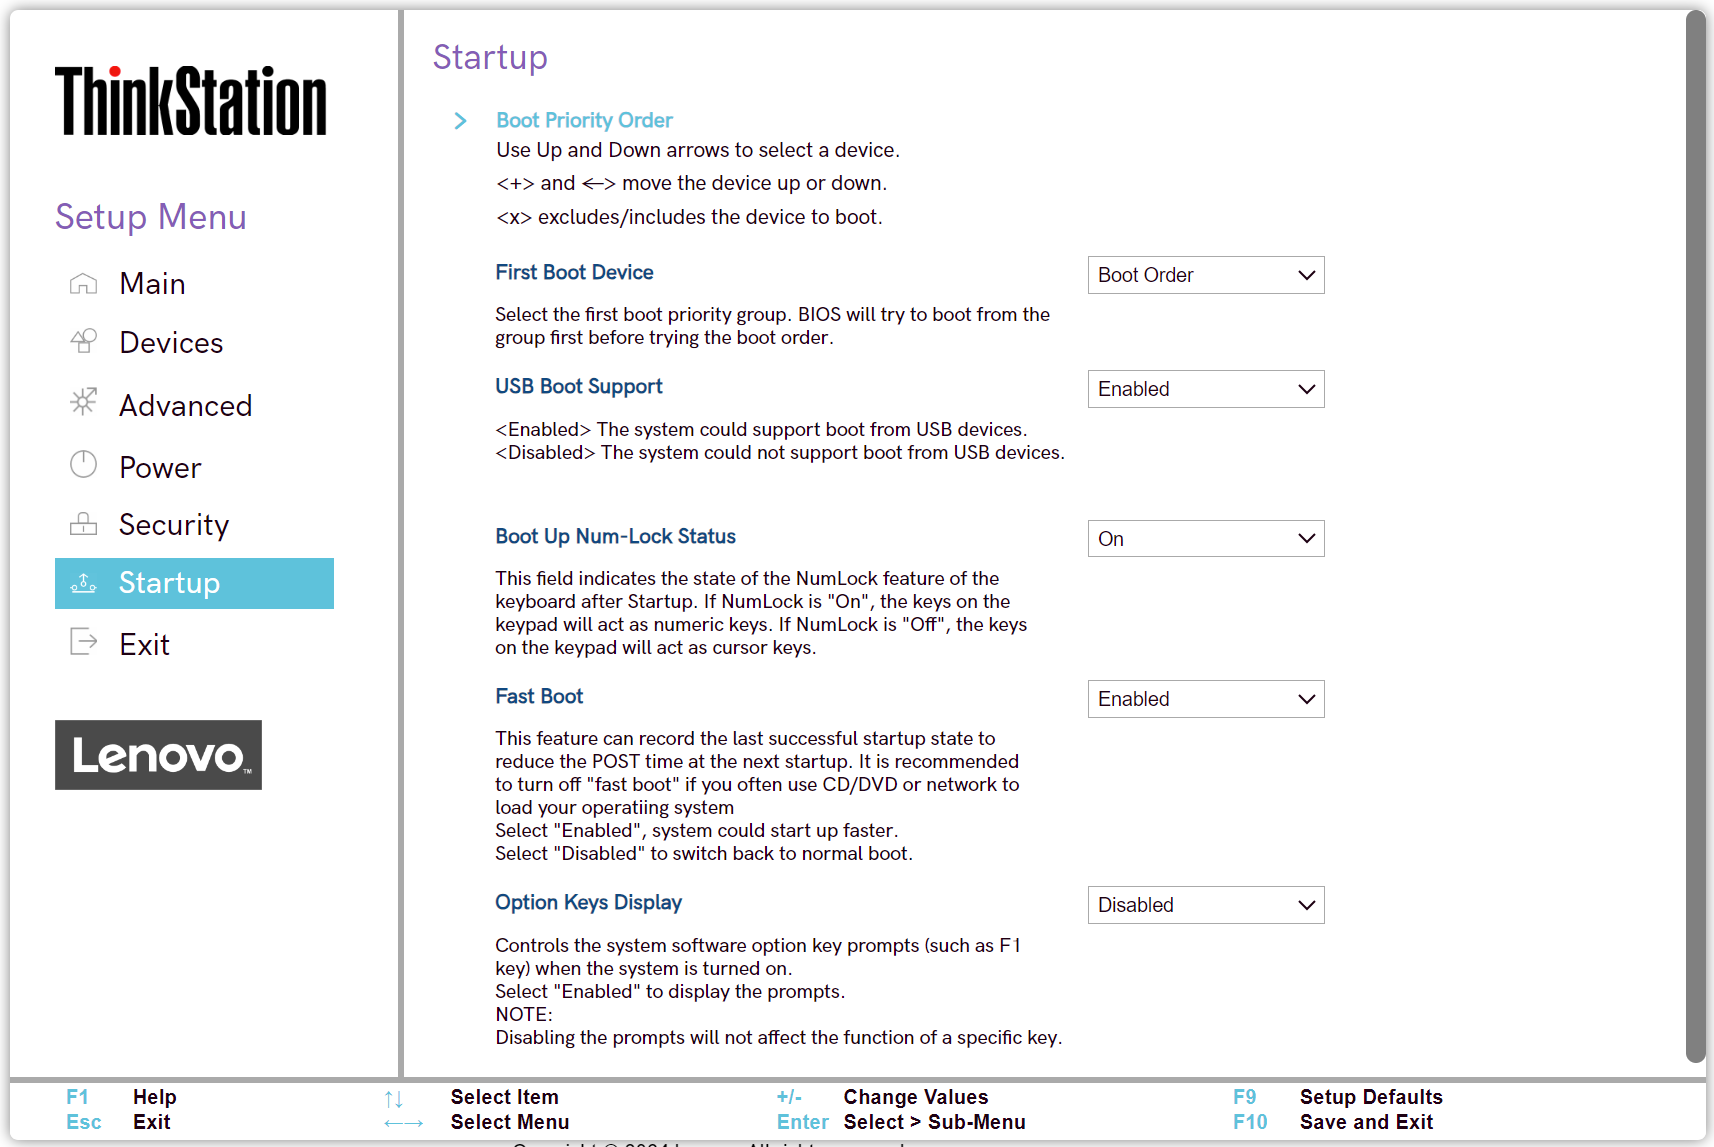 ThinkStation
Setup Menu
Main
Devices
Advanced
Power
Security
Startup
Exit
Lenovo™
Startup
> Boot Priority Order
Use Up and Down arrows to select a device.
<+> and <-> move the device up or down.
<x> excludes/includes the device to boot.
First Boot Device
Boot Order
Select the first boot priority group. BIOS will try to boot from the
group first before trying the boot order.
USB Boot Support
Enabled
<Enabled> The system could support boot from USB devices.
<Disabled> The system could not support boot from USB devices.
Boot Up Num-Lock Status
On
This field indicates the state of the NumLock feature of the
keyboard after Startup. If NumLock is "On", the keys on the
keypad will act as numeric keys. If NumLock is "Off", the keys
on the keypad will act as cursor keys.
Fast Boot
Enabled
This feature can record the last successful startup state to
reduce the POST time at the next startup. It is recommended
to turn off "fast boot" if you often use CD/DVD or network to
load your operatiing system
Select "Enabled", system could start up faster.
Select "Disabled" to switch back to normal boot.
Option Keys Display
Disabled
Controls the system software option key prompts (such as F1
key) when the system is turned on.
Select "Enabled" to display the prompts.
NOTE:
Disabling the prompts will not affect the function of a specific key.
F1 Help ↑↓ Select Item +/- Change Values F9 Setup Defaults
Esc Exit ←→ Select Menu Enter Select > Sub-Menu F10 Save and Exit